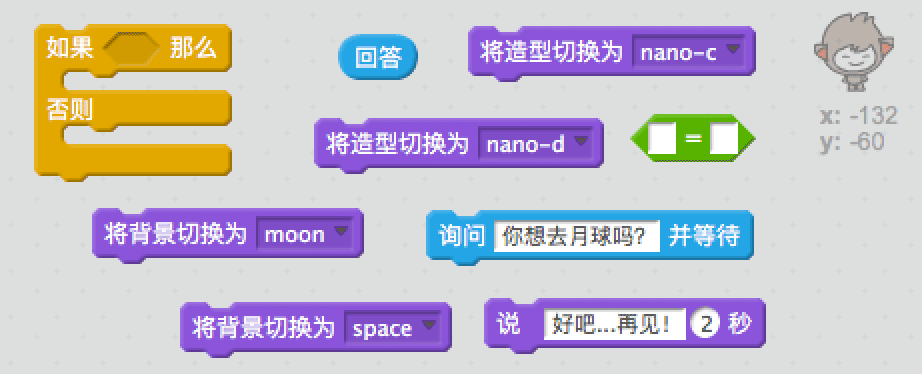 如果 那么
否则
回答
将造型切换为 nano-c
将造型切换为 nano-d
=
x: -132
y: -60
将背景切换为 moon
询问 你想去月球吗？ 并等待
将背景切换为 space
说 好吧...再见！ 2 秒